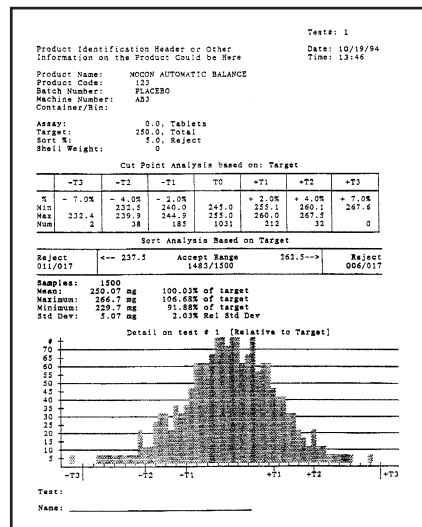 Test#: 1
Product Identification Header or Other Date: 10/19/94
Information on the Product Could be Here Time: 13:46
Product Name: MOCON AUTOMATIC BALANCE
Product Code: 123
Batch Number: PLACEBO
Machine Number: AB3
Container/Bin:
Assay: 0.0, Tablets
Target: 250.0, Total
Sort %: 5.0, Reject
Shell Weight: 0
Cut Point Analysis based on: Target
-T3 -T2 -T1 T0 +T1 +T2 +T3
% - 7.0% - 4.0% - 2.0% + 2.0% + 4.0% + 7.0%
Min 232.5 240.0 245.0 255.1 260.1 267.6
Max 232.4 239.9 244.9 255.0 260.0 267.5
Num 2 38 185 1031 212 32 0
Sort Analysis Based on Target
Reject <-- 237.5 Accept Range 262.5--> Reject
011/017 1483/1500 006/017
Samples: 1500
Mean: 250.07 mg 100.03% of target
Maximum: 266.7 mg 106.68% of target
Minimum: 229.7 mg 91.88% of target
Std Dev: 5.07 mg 2.03% Rel Std Dev
Detail on test # 1 [Relative to Target]
#
70
65
60
55
50
45
40
35
30
25
20
15
10
5
-T3 -T2 -T1 +T1 +T2 +T3
Test:
Name: